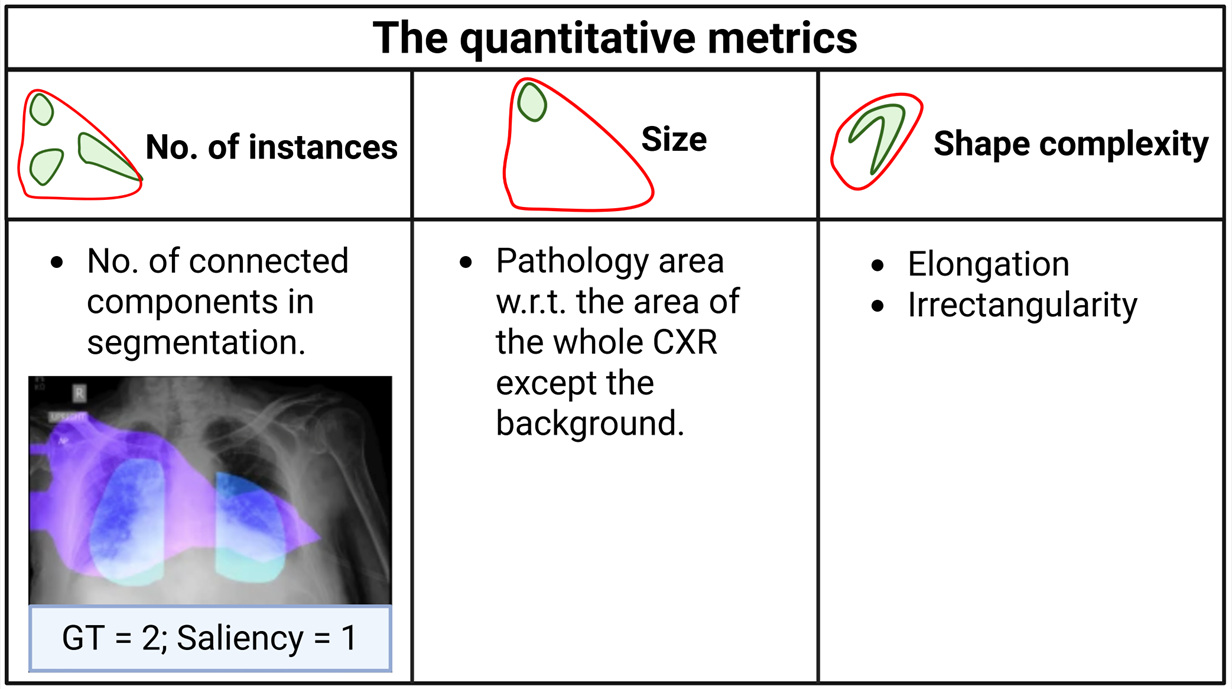 The quantitative metrics
No. of instances
Size
Shape complexity
• No. of connected
components in
segmentation.
R
AP
GT = 2; Saliency = 1
• Pathology area
w.r.t. the area of
the whole CXR
except the
background.
• Elongation
• Irrectangularity